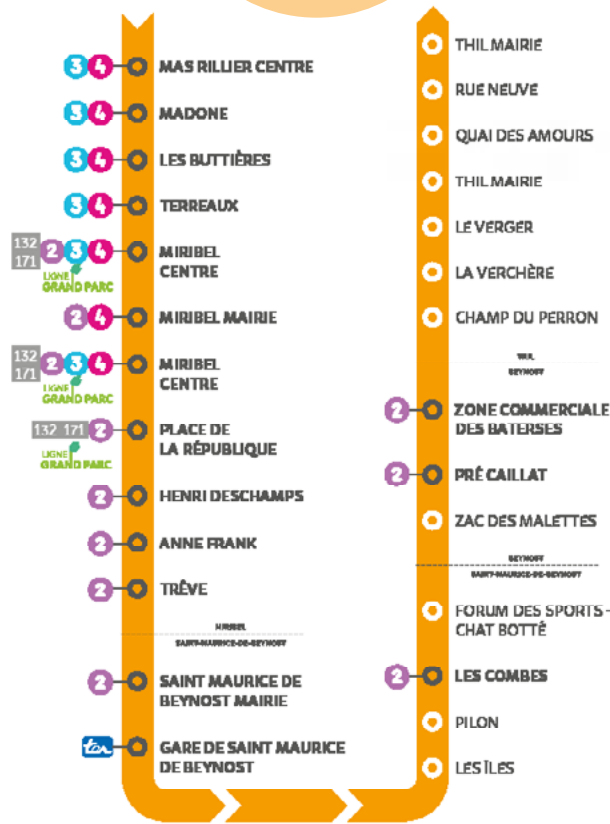 3 4 MAS RILLIER CENTRE
3 4 MADONE
3 4 LES BUTTIÈRES
3 4 TERREAUX
132
171
2 3 4
LIGNE
GRAND PARC
MIRIBEL
CENTRE
2 4 MIRIBEL MAIRIE
132
171
2 3 4
LIGNE
GRAND PARC
MIRIBEL
CENTRE
132 171 2
LIGNE
GRAND PARC
PLACE DE
LA RÉPUBLIQUE
2 HENRI DESCHAMPS
2 ANNE FRANK
2 TRÊVE
MIRIBEL
SAINT-MAURICE-DE-BEYNOST
2 SAINT MAURICE DE
BEYNOST MAIRIE
ter GARE DE SAINT MAURICE
DE BEYNOST
THIL MAIRIE
RUE NEUVE
QUAI DES AMOURS
THIL MAIRIE
LE VERGER
LA VERCHÈRE
CHAMP DU PERRON
THIL
BEYNOST
2 ZONE COMMERCIALE
DES BATERSES
2 PRÉ CAILLAT
ZAC DES MALETTES
BEYNOST
SAINT-MAURICE-DE-BEYNOST
FORUM DES SPORTS -
CHAT BOTTÉ
2 LES COMBES
PILON
LES ÎLES